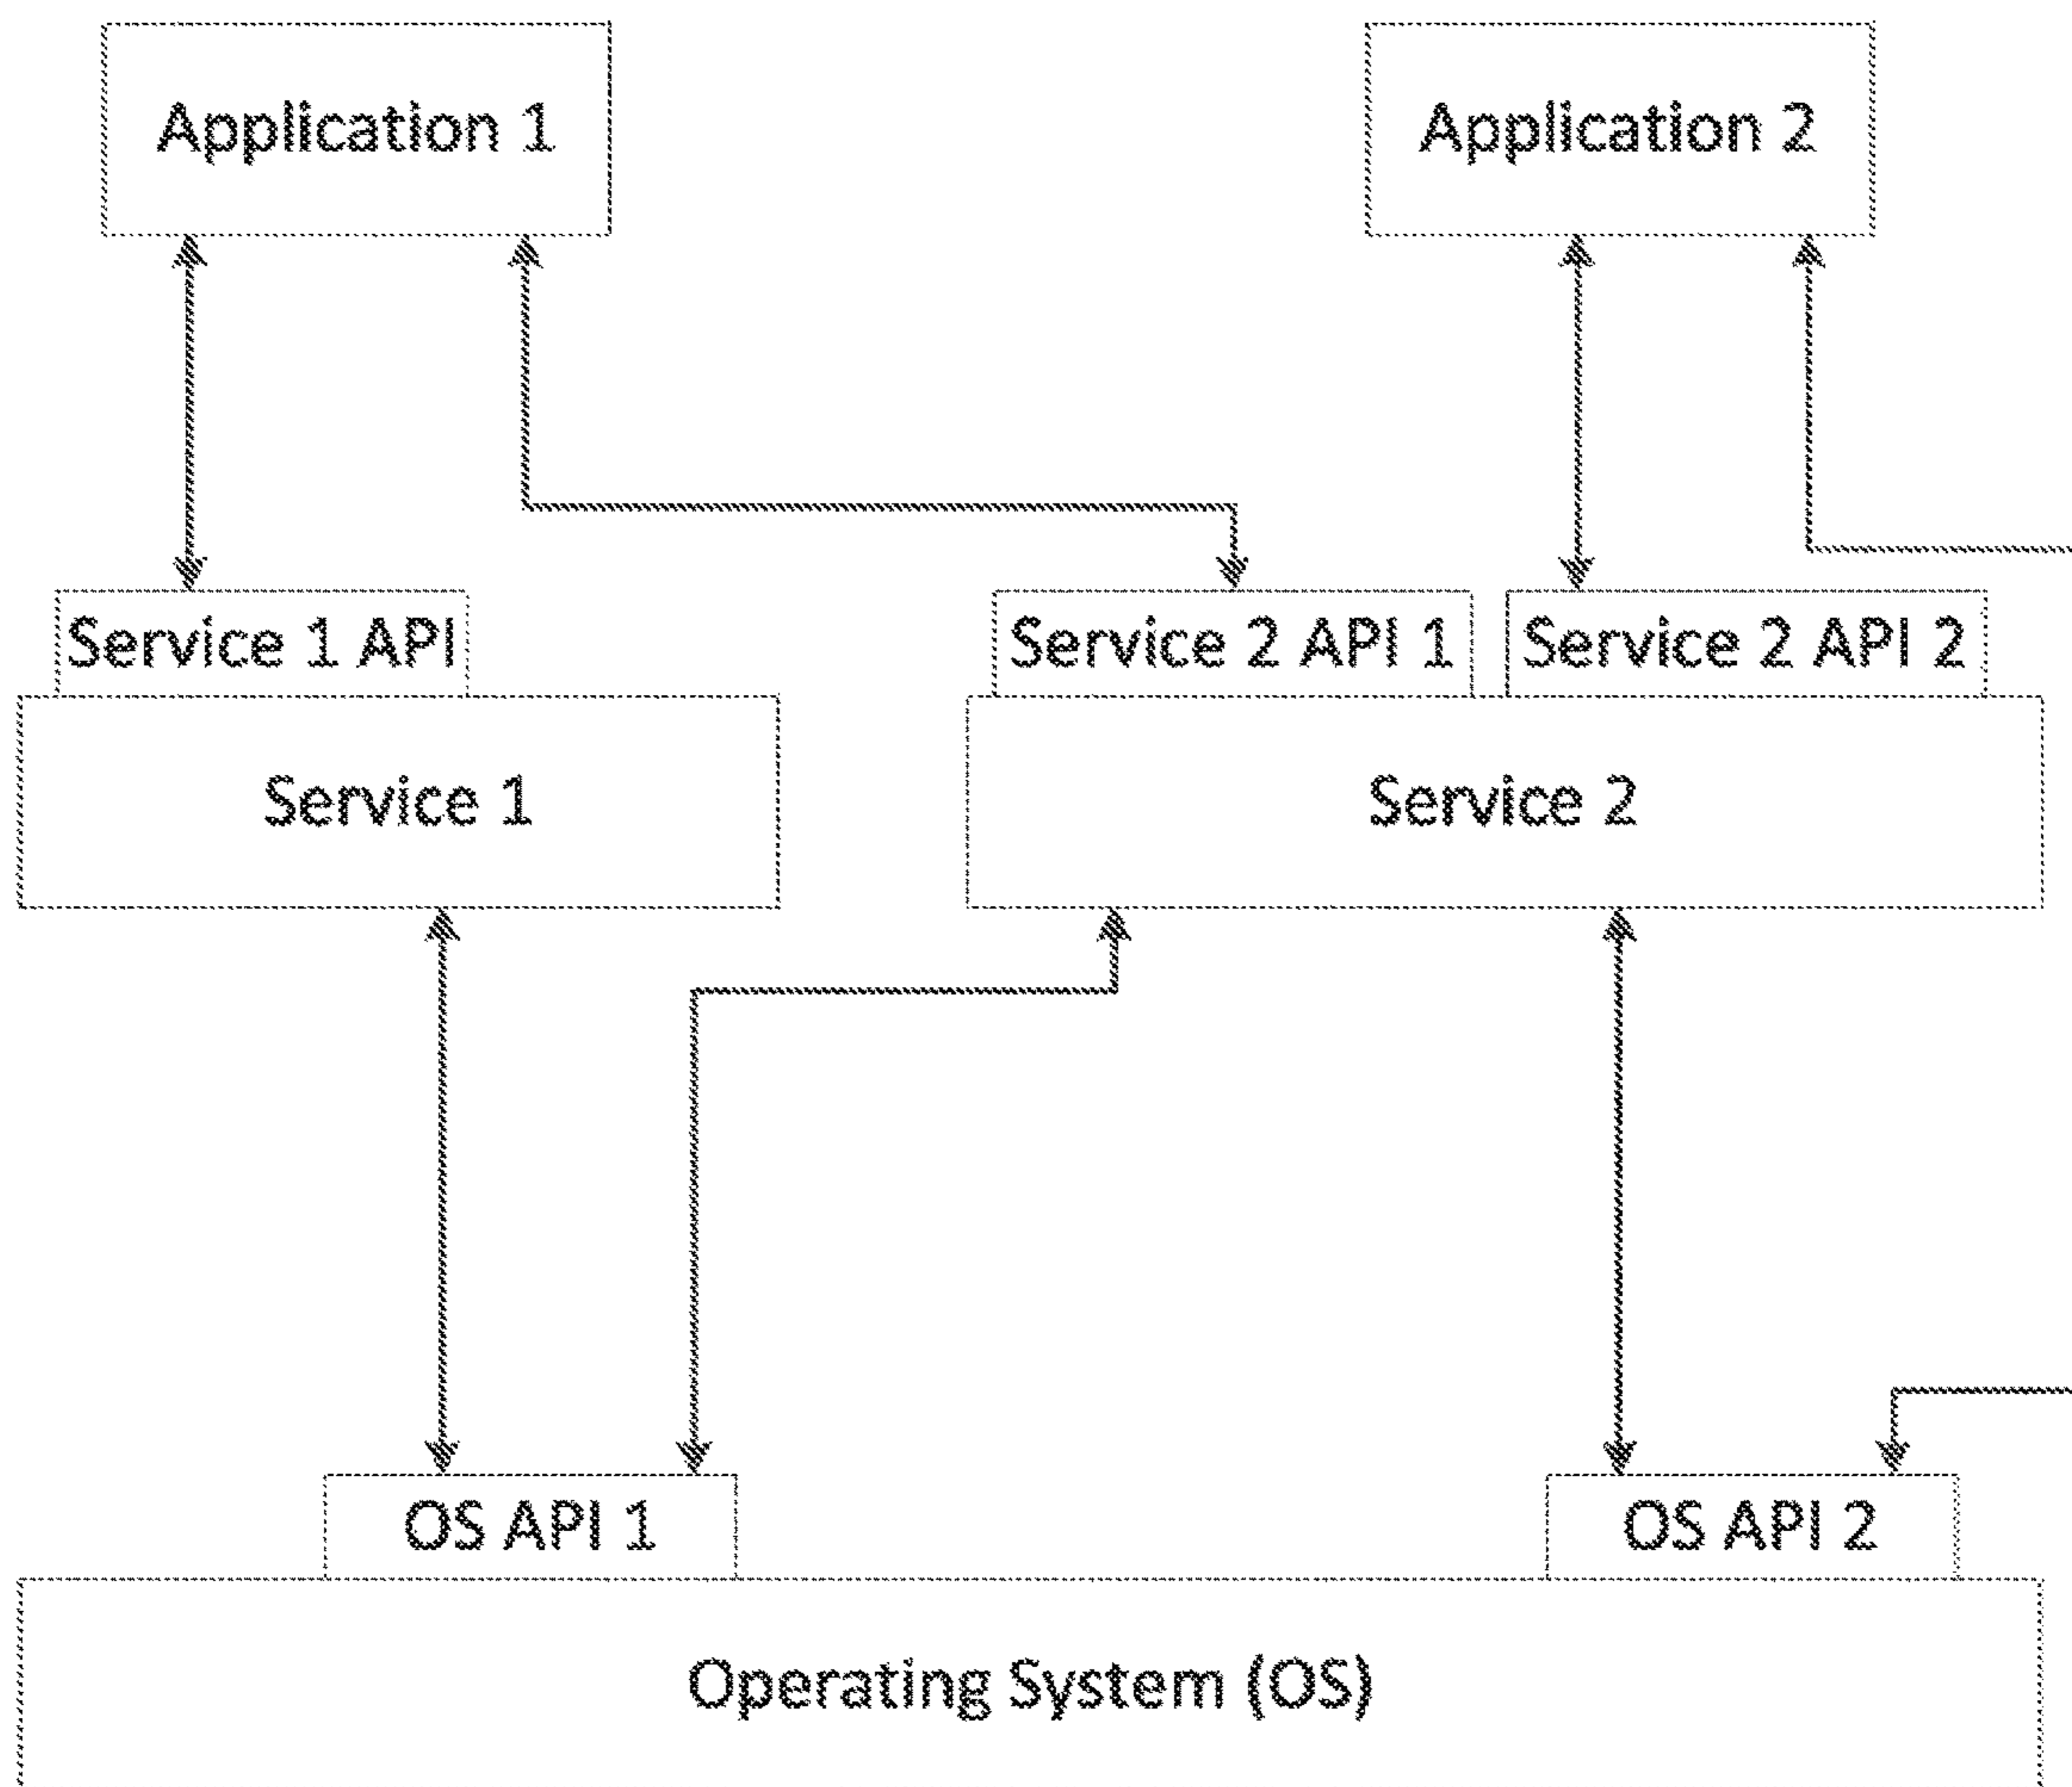 Application 1
Application 2
Service 1 API
Service 2 API 1
Service 2 API 2
Service 1
Service 2
OS API 1
OS API 2
Operating System (OS)